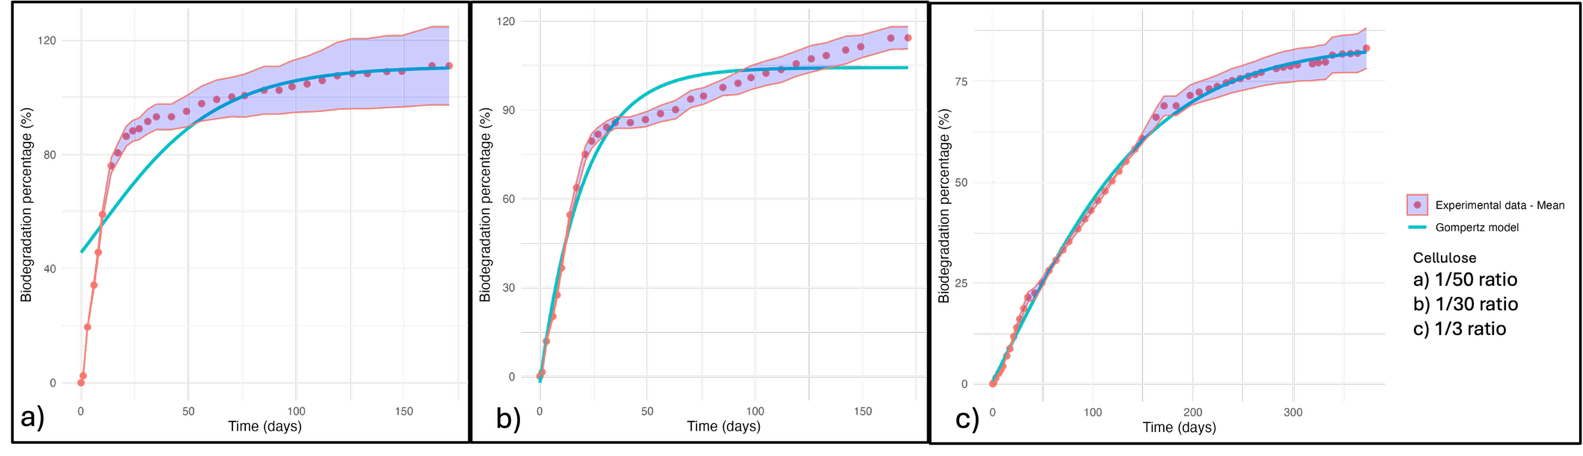 Biodegradation percentage (%)
120
80
40
0
0 50 100 150
Time (days)
a)
Biodegradation percentage (%)
120
90
60
30
0
0 50 100 150
Time (days)
b)
Biodegradation percentage (%)
75
50
25
0
0 100 200 300
Time (days)
c)
Experimental data - Mean
Gompertz model
Cellulose
a) 1/50 ratio
b) 1/30 ratio
c) 1/3 ratio